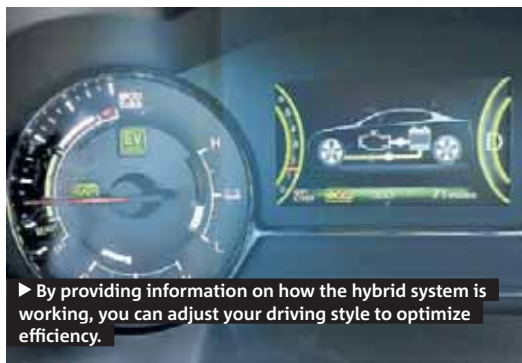 EV
H
L
D
▶ By providing information on how the hybrid system is
working, you can adjust your driving style to optimize
efficiency.